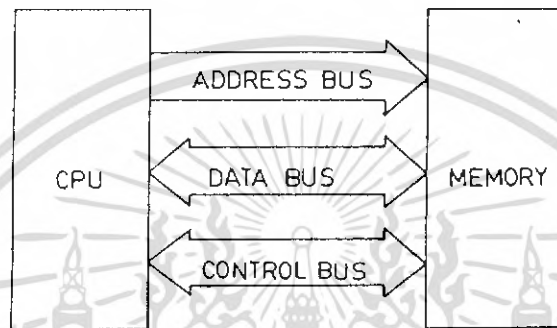 ADDRESS BUS
CPU
DATA BUS
MEMORY
CONTROL BUS